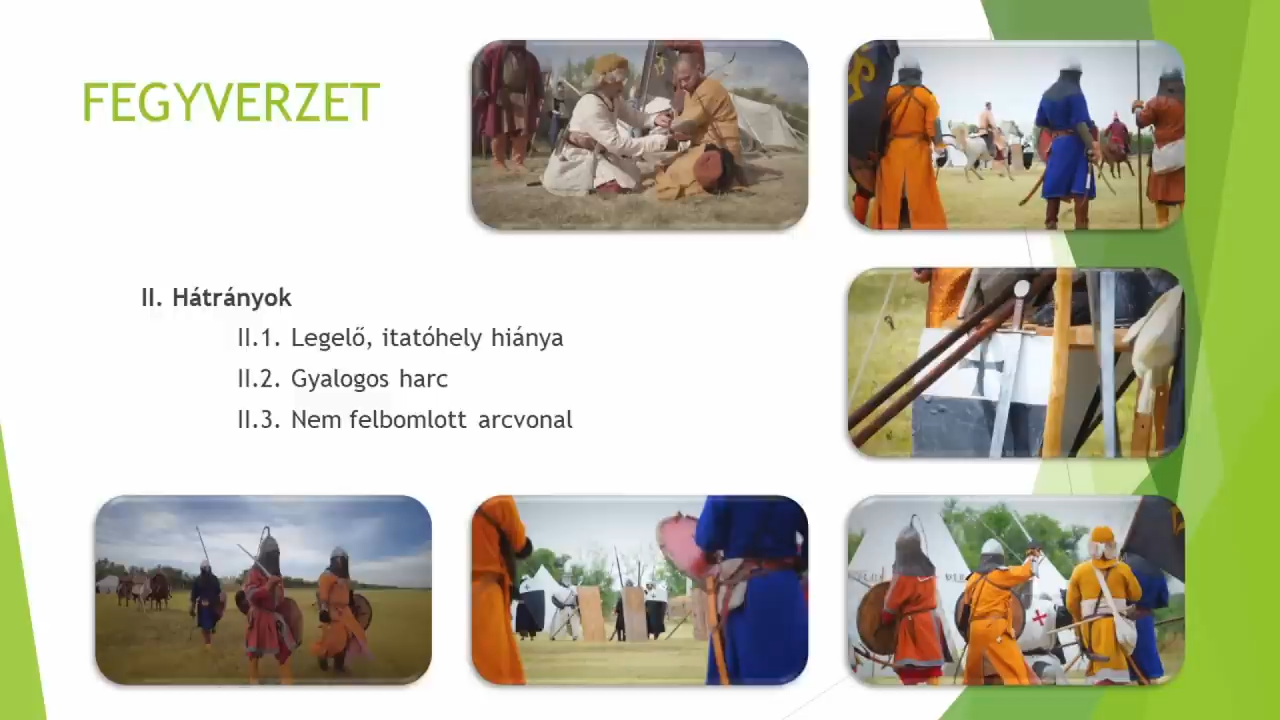 FEGYVERZET
II. Hátrányok
II.1. Legelő, itatóhely hiánya
II.2. Gyalogos harc
II.3. Nem felbomlott arcvonal